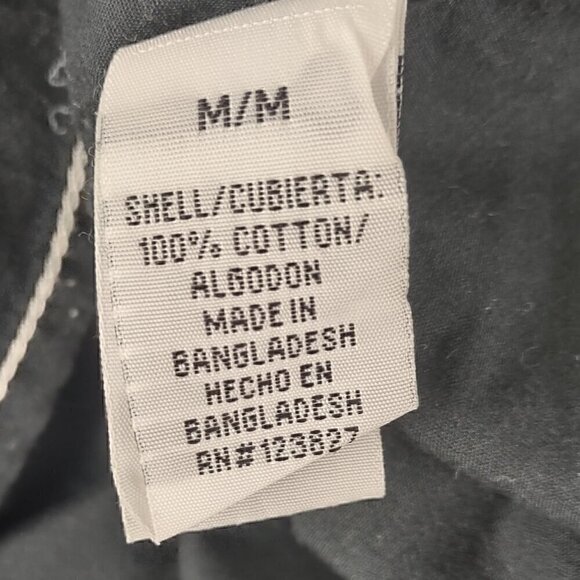 M/M
SHELL/CUBIERTA:
100% COTTON/
ALGODON
MADE IN
BANGLADESH
HECHO EN
BANGLADESH
RN#123827